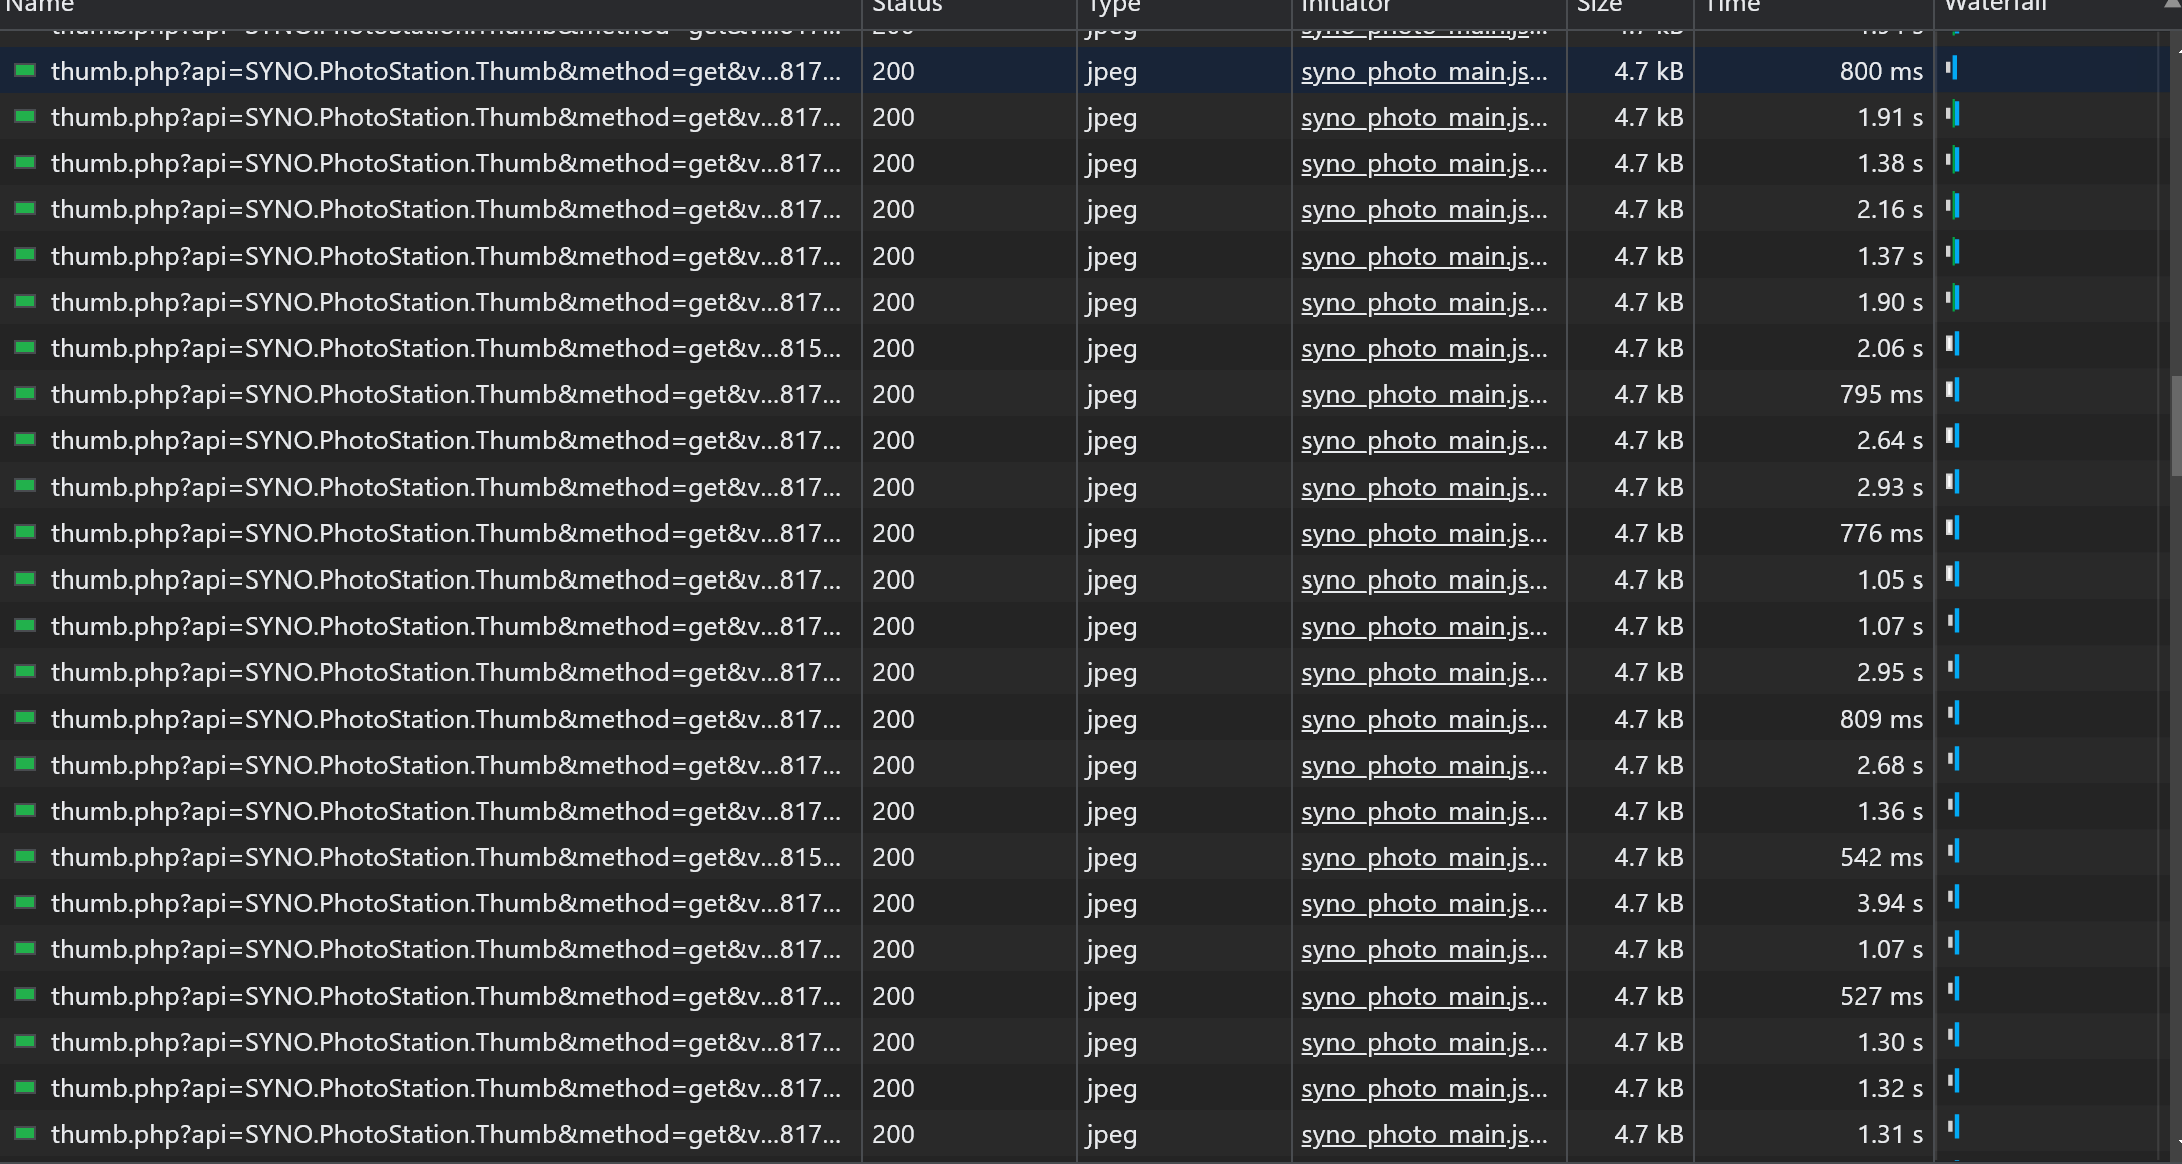 Name Status Type Initiator Size Time Waterfall
thumb.php?api=SYNO.PhotoStation.Thumb&method=get&v...817... 200 jpeg syno_photo_main.js... 4.7 kB 1.91 s
thumb.php?api=SYNO.PhotoStation.Thumb&method=get&v...817... 200 jpeg syno_photo_main.js... 4.7 kB 800 ms
thumb.php?api=SYNO.PhotoStation.Thumb&method=get&v...817... 200 jpeg syno_photo_main.js... 4.7 kB 1.91 s
thumb.php?api=SYNO.PhotoStation.Thumb&method=get&v...817... 200 jpeg syno_photo_main.js... 4.7 kB 1.38 s
thumb.php?api=SYNO.PhotoStation.Thumb&method=get&v...817... 200 jpeg syno_photo_main.js... 4.7 kB 2.16 s
thumb.php?api=SYNO.PhotoStation.Thumb&method=get&v...817... 200 jpeg syno_photo_main.js... 4.7 kB 1.37 s
thumb.php?api=SYNO.PhotoStation.Thumb&method=get&v...817... 200 jpeg syno_photo_main.js... 4.7 kB 1.90 s
thumb.php?api=SYNO.PhotoStation.Thumb&method=get&v...815... 200 jpeg syno_photo_main.js... 4.7 kB 2.06 s
thumb.php?api=SYNO.PhotoStation.Thumb&method=get&v...817... 200 jpeg syno_photo_main.js... 4.7 kB 795 ms
thumb.php?api=SYNO.PhotoStation.Thumb&method=get&v...817... 200 jpeg syno_photo_main.js... 4.7 kB 2.64 s
thumb.php?api=SYNO.PhotoStation.Thumb&method=get&v...817... 200 jpeg syno_photo_main.js... 4.7 kB 2.93 s
thumb.php?api=SYNO.PhotoStation.Thumb&method=get&v...817... 200 jpeg syno_photo_main.js... 4.7 kB 776 ms
thumb.php?api=SYNO.PhotoStation.Thumb&method=get&v...817... 200 jpeg syno_photo_main.js... 4.7 kB 1.05 s
thumb.php?api=SYNO.PhotoStation.Thumb&method=get&v...817... 200 jpeg syno_photo_main.js... 4.7 kB 1.07 s
thumb.php?api=SYNO.PhotoStation.Thumb&method=get&v...817... 200 jpeg syno_photo_main.js... 4.7 kB 2.95 s
thumb.php?api=SYNO.PhotoStation.Thumb&method=get&v...817... 200 jpeg syno_photo_main.js... 4.7 kB 809 ms
thumb.php?api=SYNO.PhotoStation.Thumb&method=get&v...817... 200 jpeg syno_photo_main.js... 4.7 kB 2.68 s
thumb.php?api=SYNO.PhotoStation.Thumb&method=get&v...817... 200 jpeg syno_photo_main.js... 4.7 kB 1.36 s
thumb.php?api=SYNO.PhotoStation.Thumb&method=get&v...815... 200 jpeg syno_photo_main.js... 4.7 kB 542 ms
thumb.php?api=SYNO.PhotoStation.Thumb&method=get&v...817... 200 jpeg syno_photo_main.js... 4.7 kB 3.94 s
thumb.php?api=SYNO.PhotoStation.Thumb&method=get&v...817... 200 jpeg syno_photo_main.js... 4.7 kB 1.07 s
thumb.php?api=SYNO.PhotoStation.Thumb&method=get&v...817... 200 jpeg syno_photo_main.js... 4.7 kB 527 ms
thumb.php?api=SYNO.PhotoStation.Thumb&method=get&v...817... 200 jpeg syno_photo_main.js... 4.7 kB 1.30 s
thumb.php?api=SYNO.PhotoStation.Thumb&method=get&v...817... 200 jpeg syno_photo_main.js... 4.7 kB 1.32 s
thumb.php?api=SYNO.PhotoStation.Thumb&method=get&v...817... 200 jpeg syno_photo_main.js... 4.7 kB 1.31 s